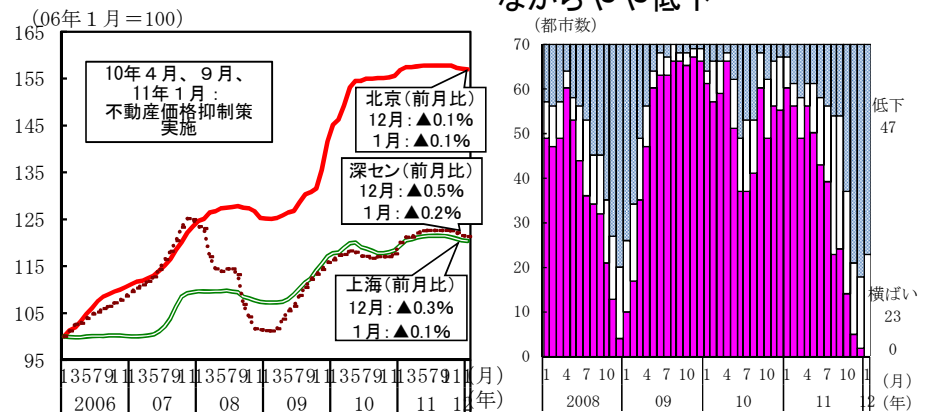 ながらやや低下
(06年1月＝100)
165
155
145
135
125
115
105
95
10年４月、９月、
11年１月：
不動産価格抑制策
実施
北京(前月比)
12月：▲0.1%
1月：▲0.1%
深セン(前月比)
12月：▲0.5%
1月：▲0.2%
上海(前月比)
12月：▲0.3%
1月：▲0.1%
(月)
2006 07 08 09 10 11 12 (年)
(都市数)
70
60
50
40
30
20
10
0
低下
47
横ばい
23
0
1 4 7 10 1 4 7 10 1 4 7 10 1 4 7 10 1 (月)
2008 09 10 11 12 (年)